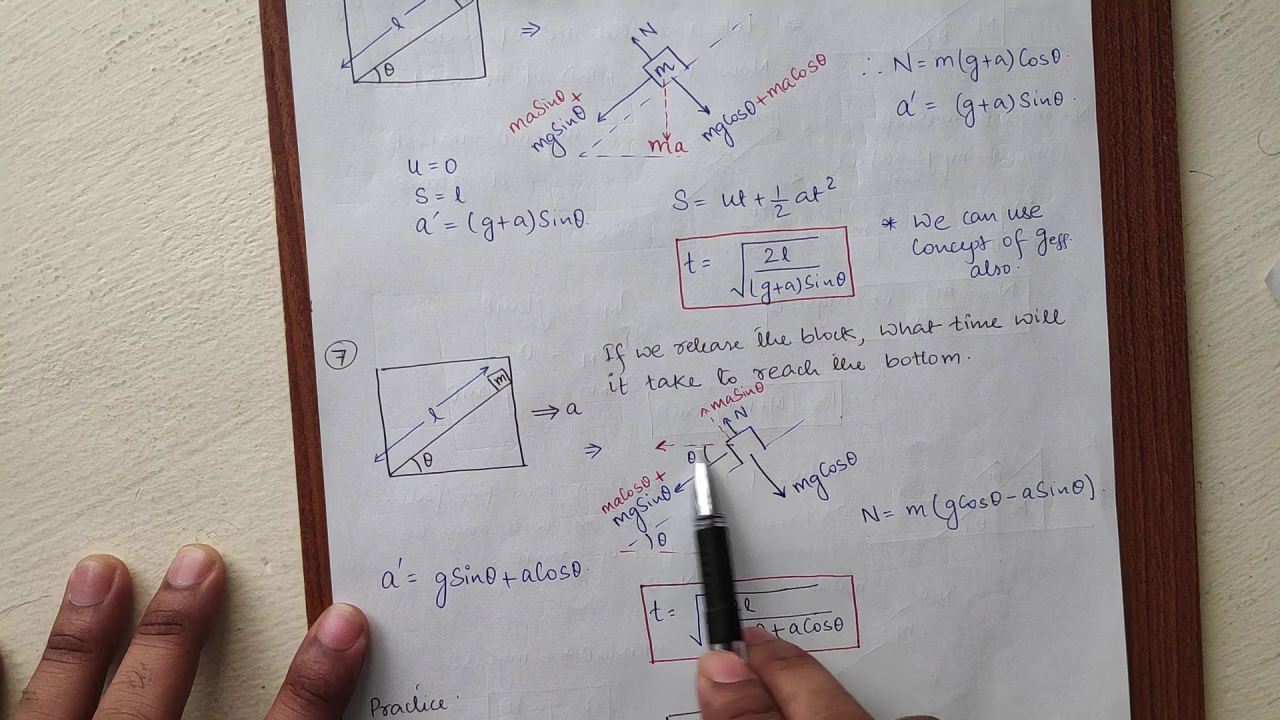 l
θ
⇒
N
m
maSinθ +
mgSinθ
mgCosθ + maCosθ
ma
∴ N = m(g+a)Cosθ.
a' = (g+a)Sinθ.
u = 0
S = l
a' = (g+a)Sinθ.
S = ut + 1/2 at²
t = √(2l/(g+a)Sinθ)
* We can use
concept of geff.
also.
7
If we release the block, what time will
it take to reach the bottom.
m
l
θ
⇒ a
⇒
maSinθ
N
θ
maCosθ +
mgSinθ
mgCosθ
θ
N = m(gCosθ - aSinθ).
a' = gSinθ + aCosθ.
t = √ l + aCosθ
Practice.